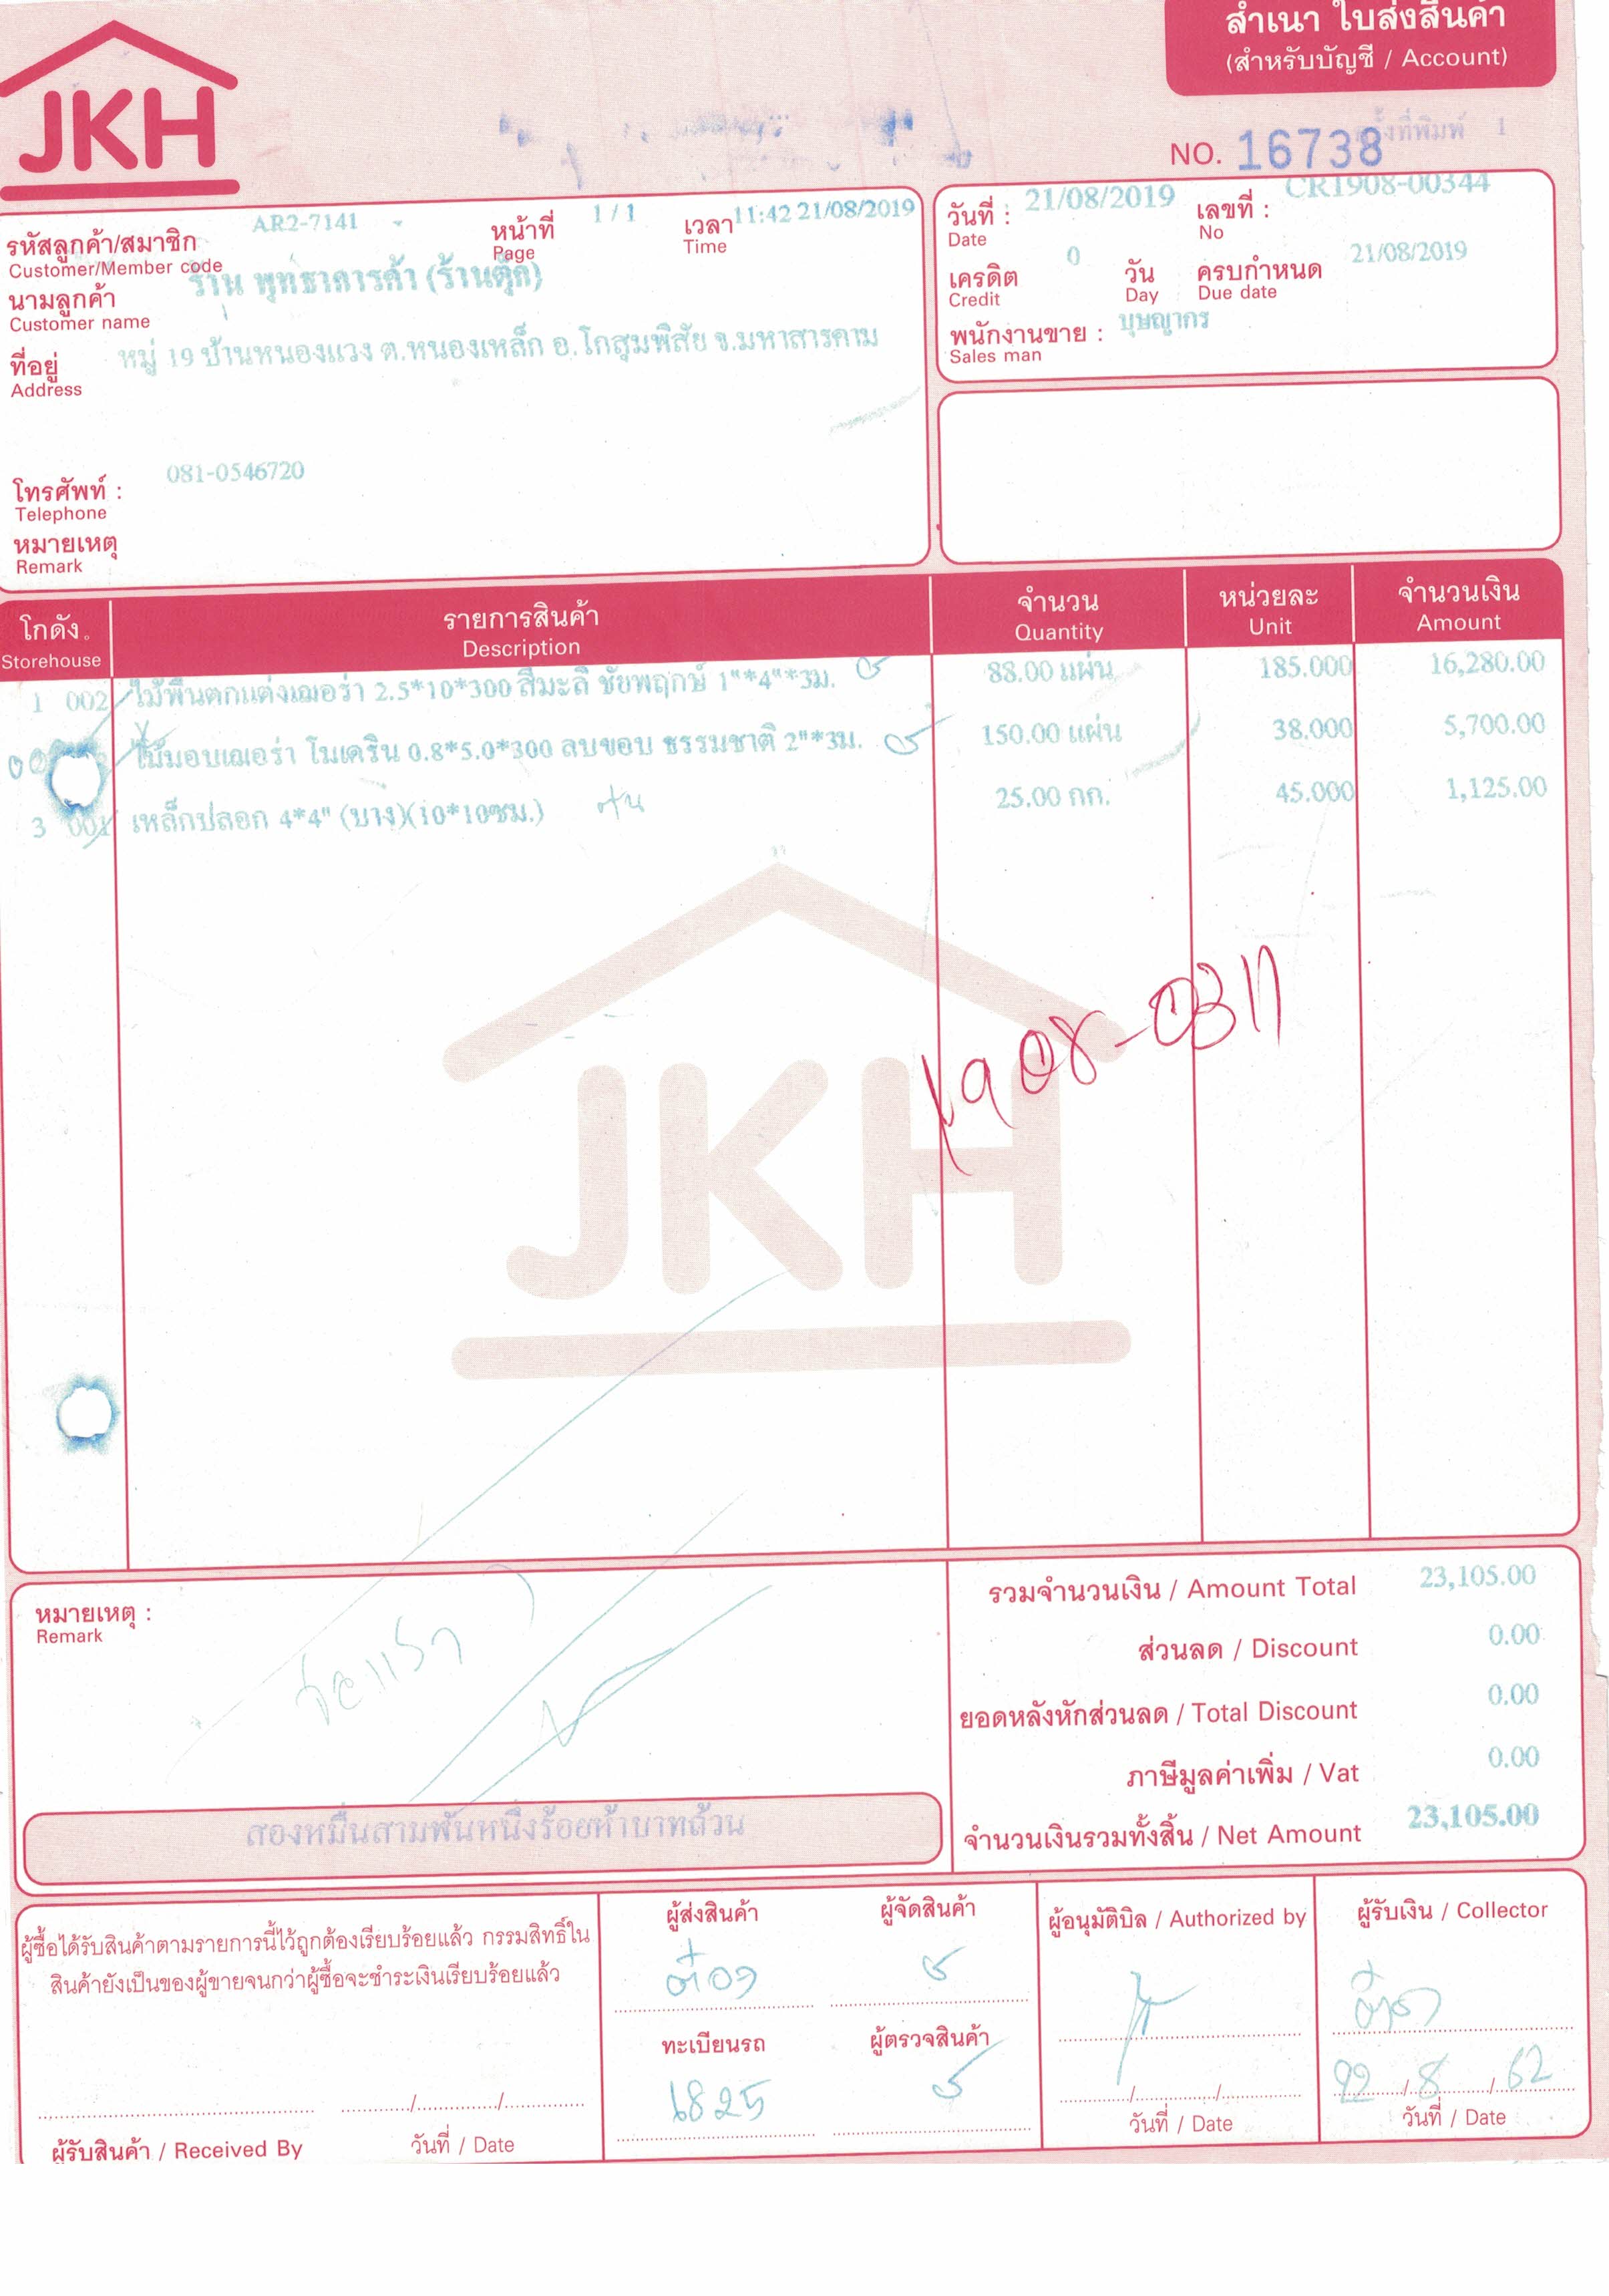 สำเนา ใบส่งสินค้า
(สำหรับบัญชี / Account)
JKH
ครั้งที่พิมพ์ 1
NO. 16738
รหัสลูกค้า/สมาชิก AR2-7141 - หน้าที่ 1 / 1 เวลา 11:42 21/08/2019
Customer/Member code Page Time
นามลูกค้า ร้าน พุทธาการค้า (ร้านตุ๊ก)
Customer name
ที่อยู่ หมู่ 19 บ้านหนองแวง ต.หนองเหล็ก อ.โกสุมพิสัย จ.มหาสารคาม
Address
โทรศัพท์ : 081-0546720
Telephone
หมายเหตุ
Remark
วันที่ : 21/08/2019 เลขที่ : CR1908-00344
Date No
เครดิต 0 วัน ครบกำหนด 21/08/2019
Credit Day Due date
พนักงานขาย : บุษญากร
Sales man
โกดัง. รายการสินค้า จำนวน หน่วยละ จำนวนเงิน
Storehouse Description Quantity Unit Amount
1 002 ไม้พื้นตกแต่งเฌอร่า 2.5*10*300 สีมะลิ ชัยพฤกษ์ 1"*4"*3ม. 88.00 แผ่น 185.000 16,280.00
ไม้มอบเฌอร่า โมเดริน 0.8*5.0*300 ลบขอบ ธรรมชาติ 2"*3ม. 150.00 แผ่น 38.000 5,700.00
3 001 เหล็กปลอก 4*4" (บาง)(10*10ซม.) 25.00 กก. 45.000 1,125.00
JKH
หมายเหตุ :
Remark
สองหมื่นสามพันหนึ่งร้อยห้าบาทถ้วน
รวมจำนวนเงิน / Amount Total 23,105.00
ส่วนลด / Discount 0.00
ยอดหลังหักส่วนลด / Total Discount 0.00
ภาษีมูลค่าเพิ่ม / Vat 0.00
จำนวนเงินรวมทั้งสิ้น / Net Amount 23,105.00
ผู้ซื้อได้รับสินค้าตามรายการนี้ไว้ถูกต้องเรียบร้อยแล้ว กรรมสิทธิ์ใน
สินค้ายังเป็นของผู้ขายจนกว่าผู้ซื้อจะชำระเงินเรียบร้อยแล้ว
ผู้รับสินค้า / Received By วันที่ / Date
ผู้ส่งสินค้า ผู้จัดสินค้า
ทะเบียนรถ ผู้ตรวจสินค้า
1825
ผู้อนุมัติบิล / Authorized by
วันที่ / Date
ผู้รับเงิน / Collector
22 / 8 / 62
วันที่ / Date